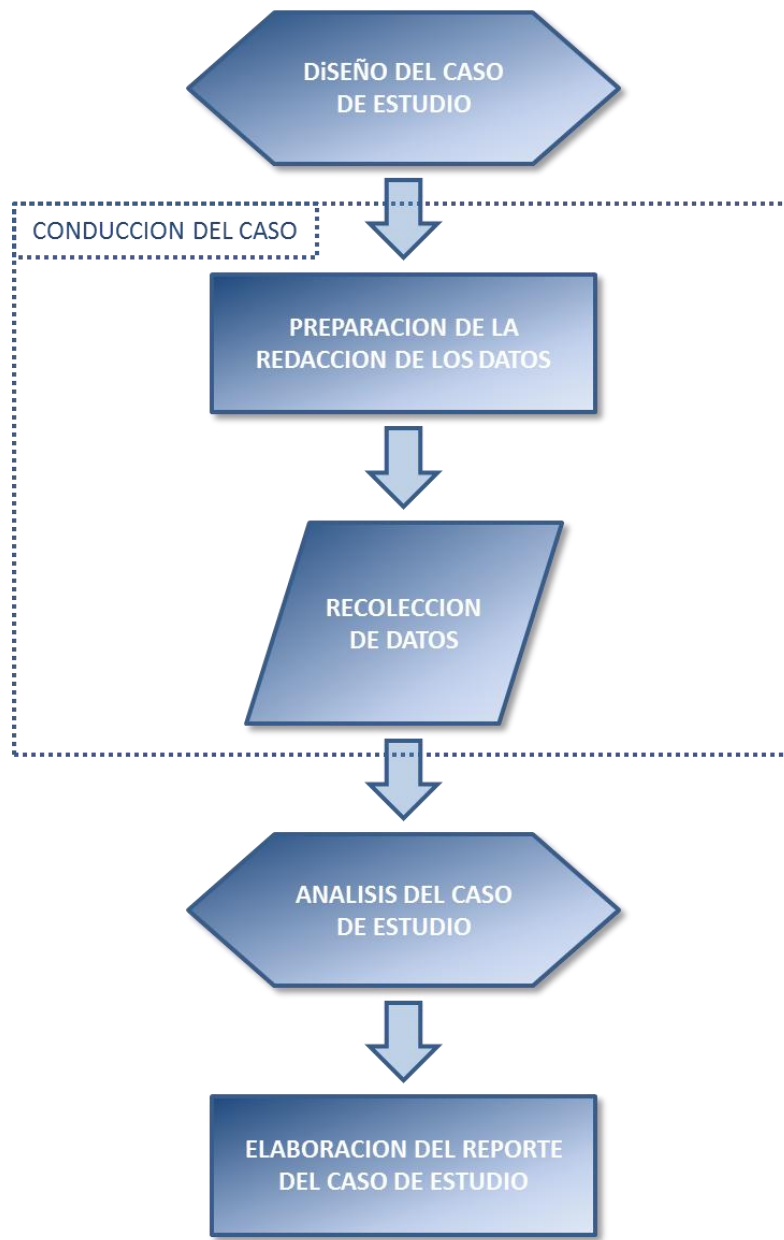 DiSEÑO DEL CASO
DE ESTUDIO
CONDUCCION DEL CASO
PREPARACION DE LA
REDACCION DE LOS DATOS
RECOLECCION
DE DATOS
ANALISIS DEL CASO
DE ESTUDIO
ELABORACION DEL REPORTE
DEL CASO DE ESTUDIO